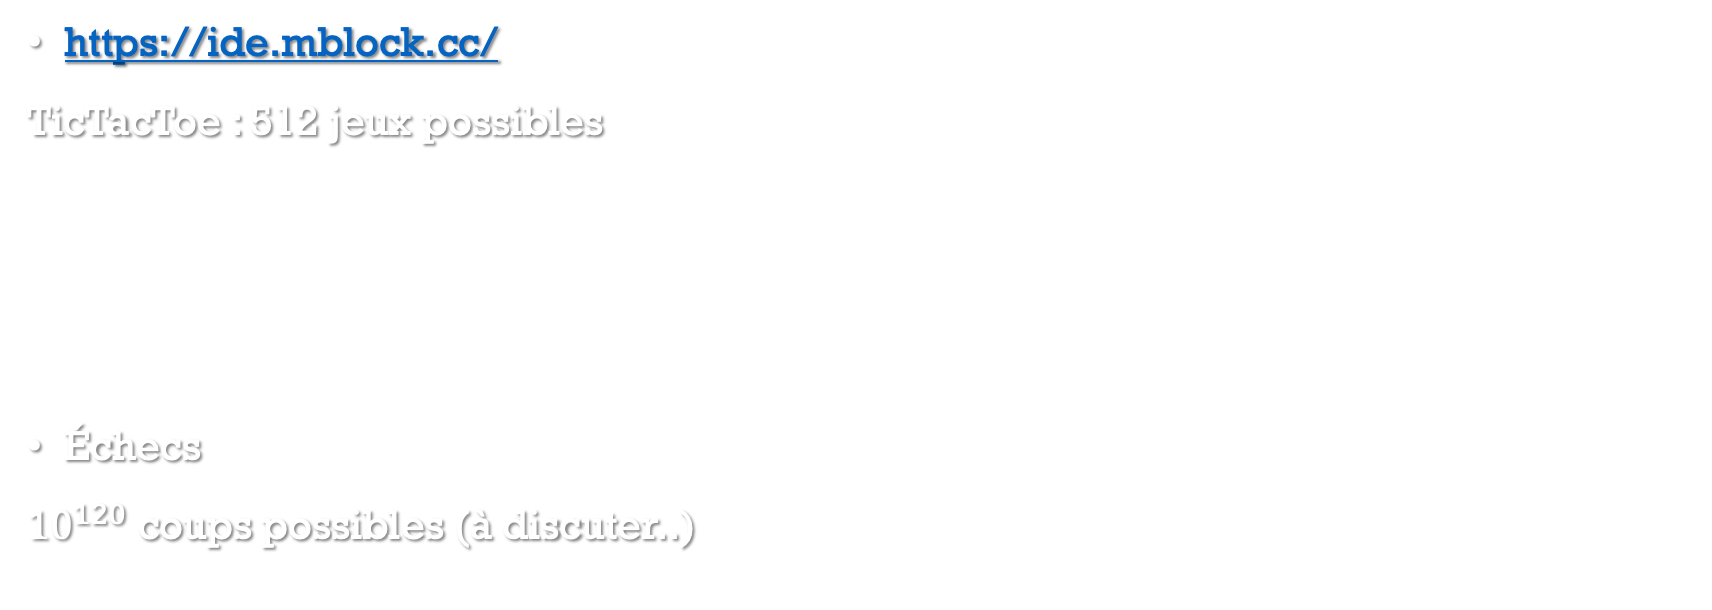 • https://ide.mblock.cc/
TicTacToe : 512 jeux possibles
• Échecs
10¹²⁰ coups possibles (à discuter..)